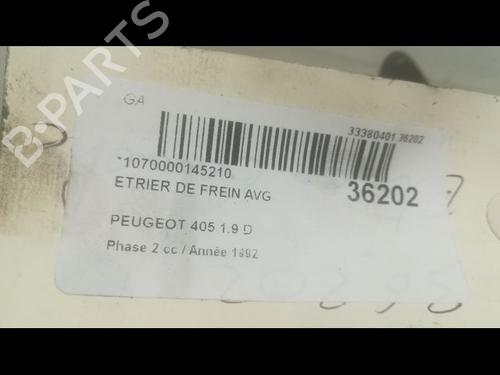 GA
33380401 36202
*1070000145210
ETRIER DE FREIN AVG
36202
PEUGEOT 405 1.9 D
Phase 2 cc / Année 1992
B-PARTS